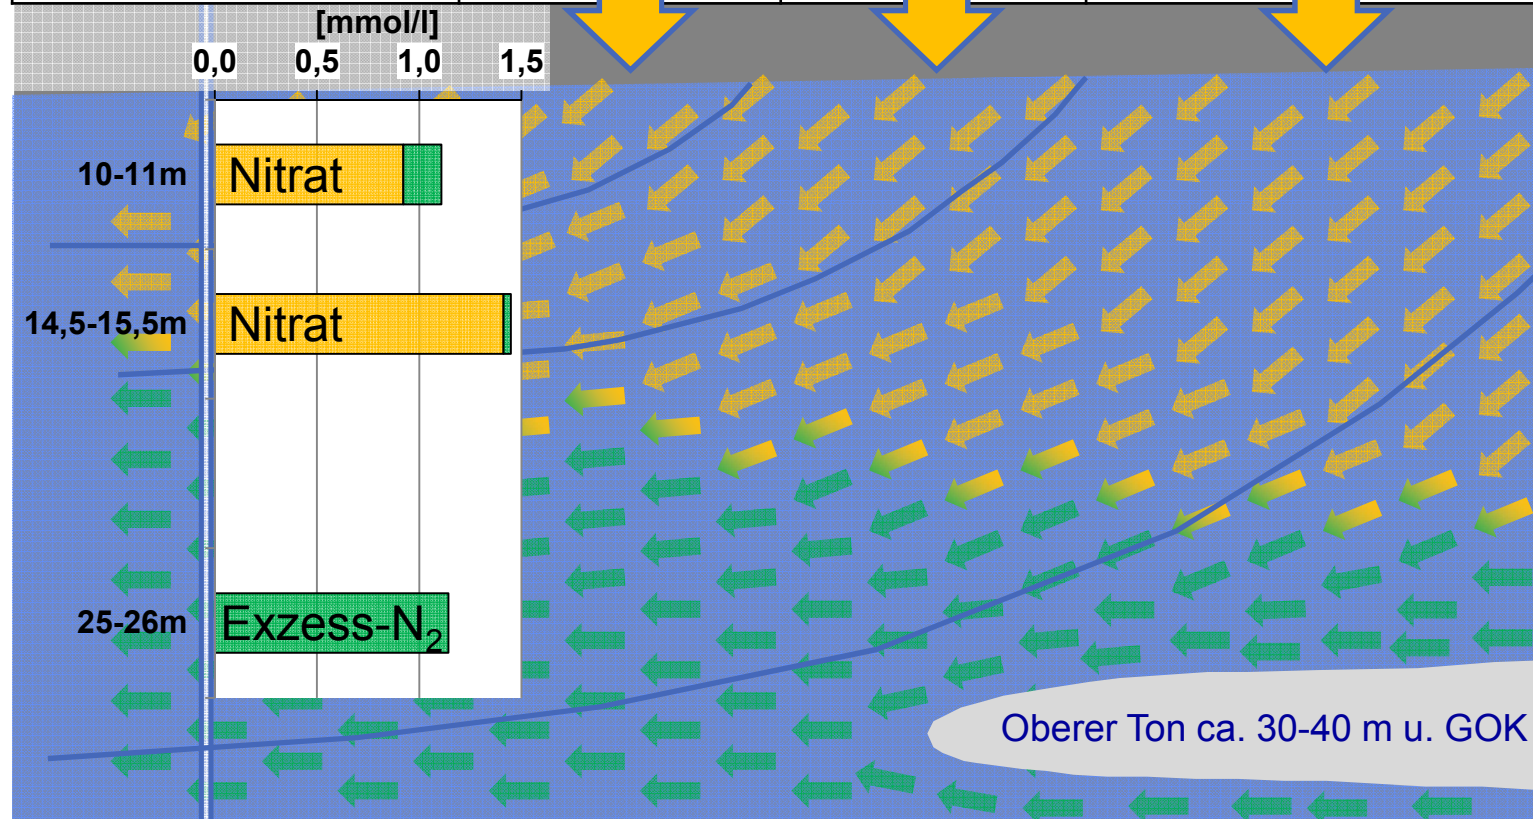 [mmol/l]
0,0 0,5 1,0 1,5
10-11m Nitrat
14,5-15,5m Nitrat
25-26m Exzess-N₂
Oberer Ton ca. 30-40 m u. GOK